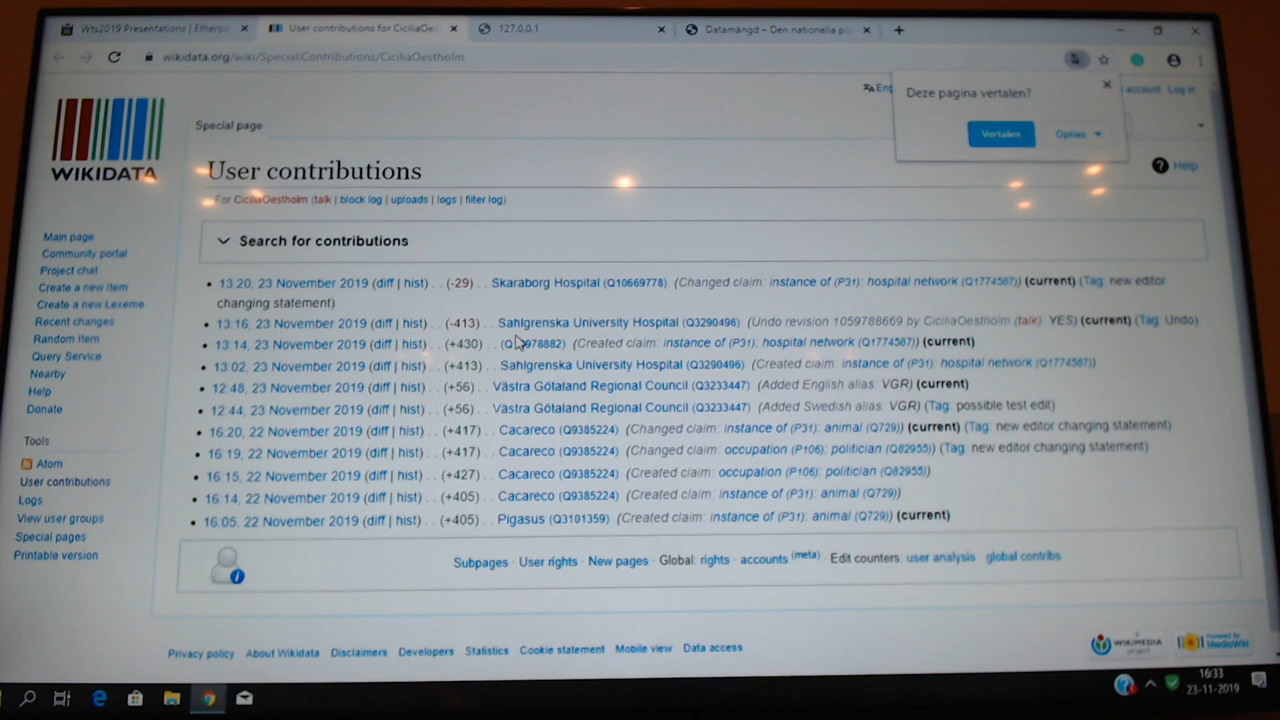 Wts2019 Presentations | Etherp
User contributions for CiciliaOe
127.0.0.1
Datamängd – Den nationella p
wikidata.org/wiki/Special:Contributions/CiciliaOestholm
Eng
account Log in
Deze pagina vertalen?
Vertalen
Opties
WIKIDATA
Special page
User contributions
Help
For CiciliaOestholm (talk | block log | uploads | logs | filter log)
Search for contributions
Main page
Community portal
Project chat
Create a new Item
Create a new Lexeme
Recent changes
Random Item
Query Service
Nearby
Help
Donate
Tools
Atom
User contributions
Logs
View user groups
Special pages
Printable version
13:20, 23 November 2019 (diff | hist) . . (-29) . . Skaraborg Hospital (Q10669778) (Changed claim: instance of (P31): hospital network (Q1774587)) (current) (Tag: new editor
changing statement)
13:16, 23 November 2019 (diff | hist) . . (-413) . . Sahlgrenska University Hospital (Q3290496) (Undo revision 1059788669 by CiciliaOestholm (talk) YES) (current) (Tag: Undo)
13:14, 23 November 2019 (diff | hist) . . (+430) . . (Q 978882) (Created claim: instance of (P31): hospital network (Q1774587)) (current)
13:02, 23 November 2019 (diff | hist) . . (+413) . . Sahlgrenska University Hospital (Q3290496) (Created claim: instance of (P31): hospital network (Q1774587))
12:48, 23 November 2019 (diff | hist) . . (+56) . . Västra Götaland Regional Council (Q3233447) (Added English alias: VGR) (current)
12:44, 23 November 2019 (diff | hist) . . (+56) . . Västra Götaland Regional Council (Q3233447) (Added Swedish alias: VGR) (Tag: possible test edit)
16:20, 22 November 2019 (diff | hist) . . (+417) . . Cacareco (Q9385224) (Changed claim: instance of (P31): animal (Q729)) (current) (Tag: new editor changing statement)
16:19, 22 November 2019 (diff | hist) . . (+417) . . Cacareco (Q9385224) (Changed claim: occupation (P106): politician (Q82955)) (Tag: new editor changing statement)
16:15, 22 November 2019 (diff | hist) . . (+427) . . Cacareco (Q9385224) (Created claim: occupation (P106): politician (Q82955))
16:14, 22 November 2019 (diff | hist) . . (+405) . . Cacareco (Q9385224) (Created claim: instance of (P31): animal (Q729))
16:05, 22 November 2019 (diff | hist) . . (+405) . . Pigasus (Q3101359) (Created claim: instance of (P31): animal (Q729)) (current)
Subpages · User rights · New pages · Global: rights · accounts (meta) · Edit counters: user analysis · global contribs
Privacy policy About Wikidata Disclaimers Developers Statistics Cookie statement Mobile view Data access
A WIKIMEDIA project
Powered By MediaWiki
16:33
23-11-2019